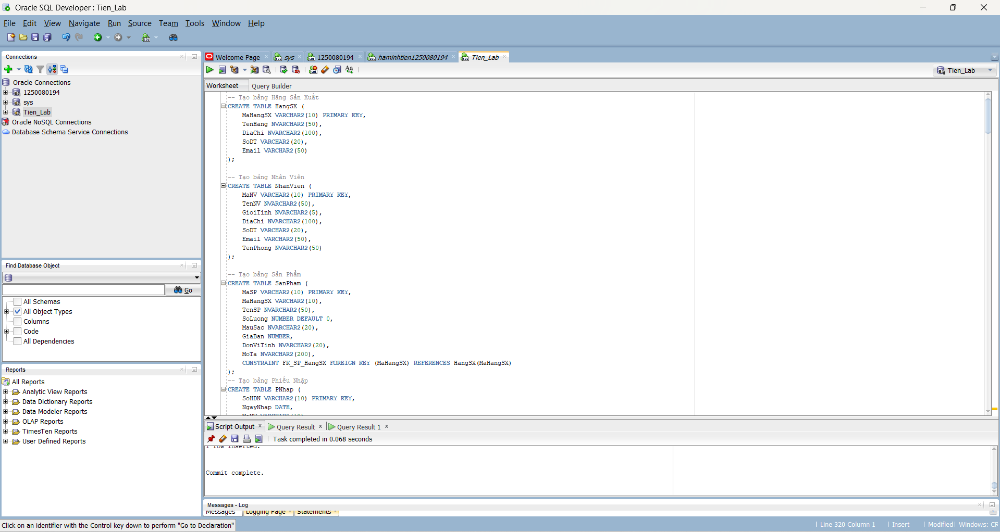 Oracle SQL Developer : Tien_Lab
File Edit View Navigate Run Source Team Tools Window Help
Connections
Oracle Connections
1250080194
sys
Tien_Lab
Oracle NoSQL Connections
Database Schema Service Connections
Find Database Object
Go
All Schemas
All Object Types
Columns
Code
All Dependencies
Reports
All Reports
Analytic View Reports
Data Dictionary Reports
Data Modeler Reports
OLAP Reports
TimesTen Reports
User Defined Reports
Welcome Page sys 1250080194 haminhtien1250080194 Tien_Lab
Tien_Lab
Worksheet Query Builder
-- Tạo bảng Hãng Sản Xuất
CREATE TABLE HangSX (
MaHangSX VARCHAR2(10) PRIMARY KEY,
TenHang NVARCHAR2(50),
DiaChi NVARCHAR2(100),
SoDT VARCHAR2(20),
Email VARCHAR2(50)
);
-- Tạo bảng Nhân Viên
CREATE TABLE NhanVien (
MaNV VARCHAR2(10) PRIMARY KEY,
TenNV NVARCHAR2(50),
GioiTinh NVARCHAR2(5),
DiaChi NVARCHAR2(100),
SoDT VARCHAR2(20),
Email VARCHAR2(50),
TenPhong NVARCHAR2(50)
);
-- Tạo bảng Sản Phẩm
CREATE TABLE SanPham (
MaSP VARCHAR2(10) PRIMARY KEY,
MaHangSX VARCHAR2(10),
TenSP NVARCHAR2(50),
SoLuong NUMBER DEFAULT 0,
MauSac NVARCHAR2(20),
GiaBan NUMBER,
DonViTinh NVARCHAR2(20),
MoTa NVARCHAR2(200),
CONSTRAINT FK_SP_HangSX FOREIGN KEY (MaHangSX) REFERENCES HangSX(MaHangSX)
);
-- Tạo bảng Phiếu Nhập
CREATE TABLE PNhap (
SoHDN VARCHAR2(10) PRIMARY KEY,
NgayNhap DATE,
MaNV VARCHAR2(10)
Script Output Query Result Query Result 1
Task completed in 0.068 seconds
1 row inserted.
Commit complete.
Messages - Log
Messages Logging Page Statements
Click on an identifier with the Control key down to perform "Go to Declaration"
Line 320 Column 1 Insert Modified Windows: CR